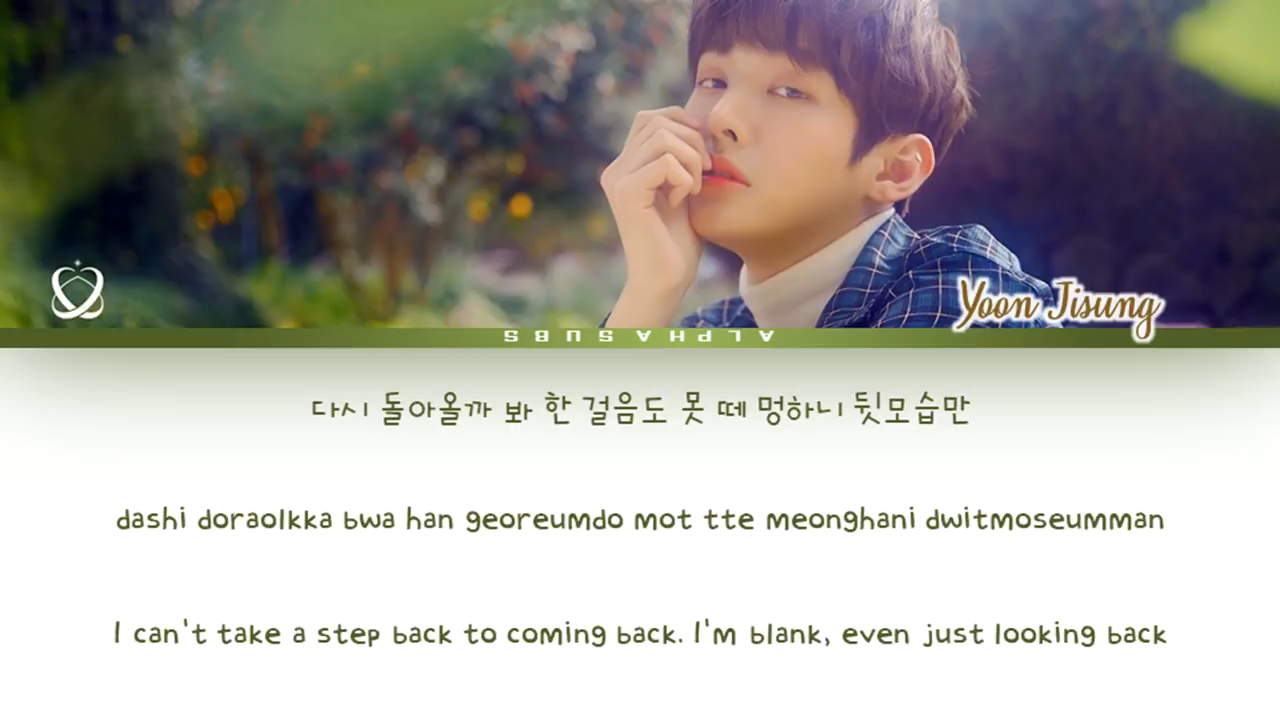 Yoon Jisung
ALPHASUBS
다시 돌아올까 봐 한 걸음도 못 떼 멍하니 뒷모습만
dashi doraolkka bwa han georeumdo mot tte meonghani dwitmoseumman
I can't take a step back to coming back. I'm blank, even just looking back